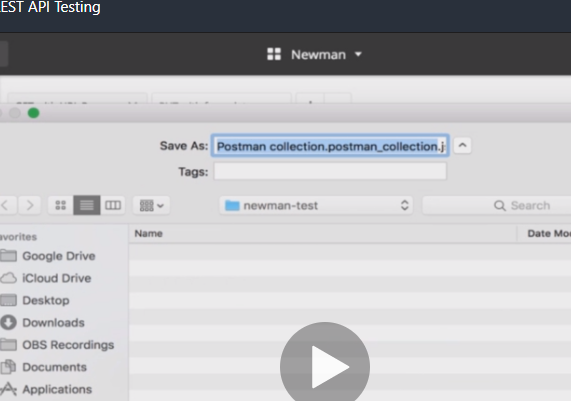 EST API Testing
Newman
Save As: Postman collection.postman_collection.j
Tags:
newman-test
Search
avorites
Name
Date Mo
Google Drive
iCloud Drive
Desktop
Downloads
OBS Recordings
Documents
Applications